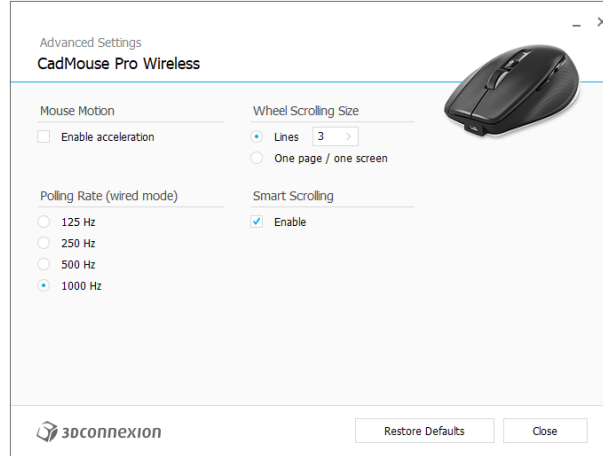 Advanced Settings
CadMouse Pro Wireless
Mouse Motion
Enable acceleration
Wheel Scrolling Size
Lines 3
One page / one screen
Polling Rate (wired mode)
125 Hz
250 Hz
500 Hz
1000 Hz
Smart Scrolling
Enable
3Dconnexion
Restore Defaults
Close